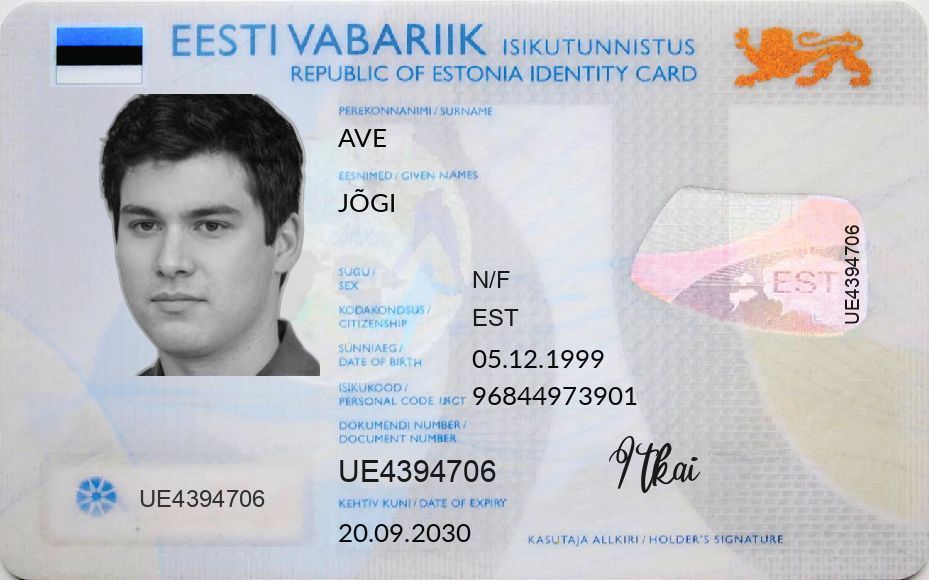 EESTI VABARIIK ISIKUTUNNISTUS
REPUBLIC OF ESTONIA IDENTITY CARD
PEREKONNANIMI / SURNAME
AVE
EESNIMED / GIVEN NAMES
JÕGI
SUGU / SEX
N/F
KODAKONDSUS / CITIZENSHIP
EST
SÜNNIAEG / DATE OF BIRTH
05.12.1999
ISIKUKOOD / PERSONAL CODE
96844973901
DOKUMENDI NUMBER / DOCUMENT NUMBER
UE4394706
KEHTIV KUNI / DATE OF EXPIRY
20.09.2030
UE4394706
EST
UE4394706
Itkai
KASUTAJA ALLKIRI / HOLDER'S SIGNATURE